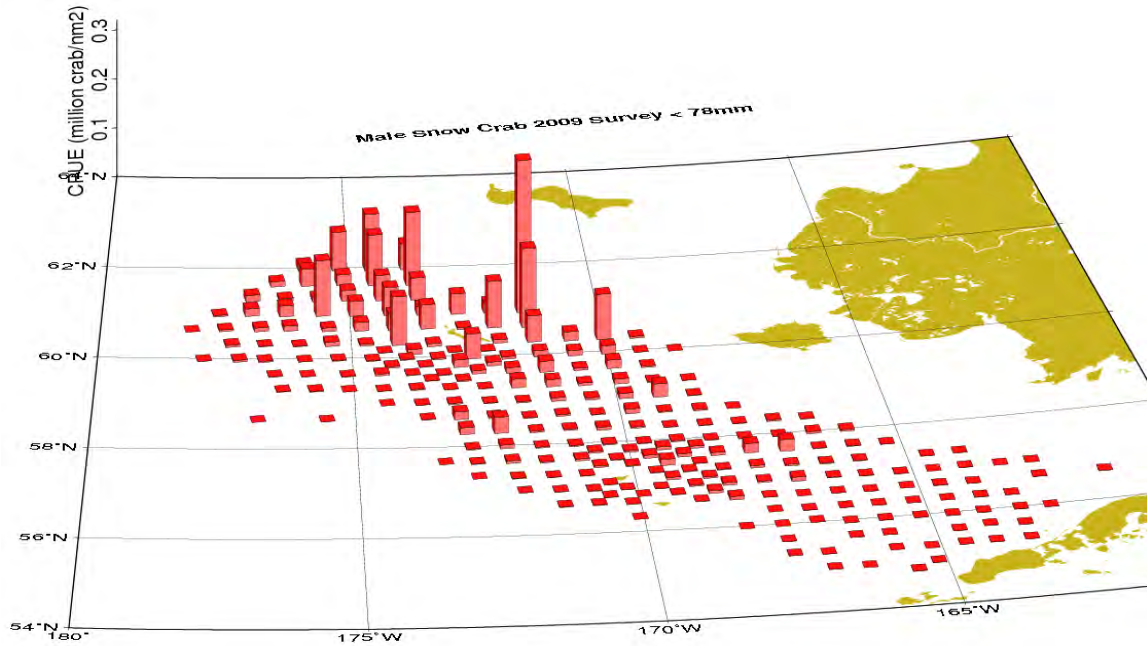 CPUE (million crab/nm2)
0.3
0.2
0.1
Male Snow Crab 2009 Survey < 78mm
64°N
62°N
60°N
58°N
56°N
54°N
180°
175°W
170°W
165°W